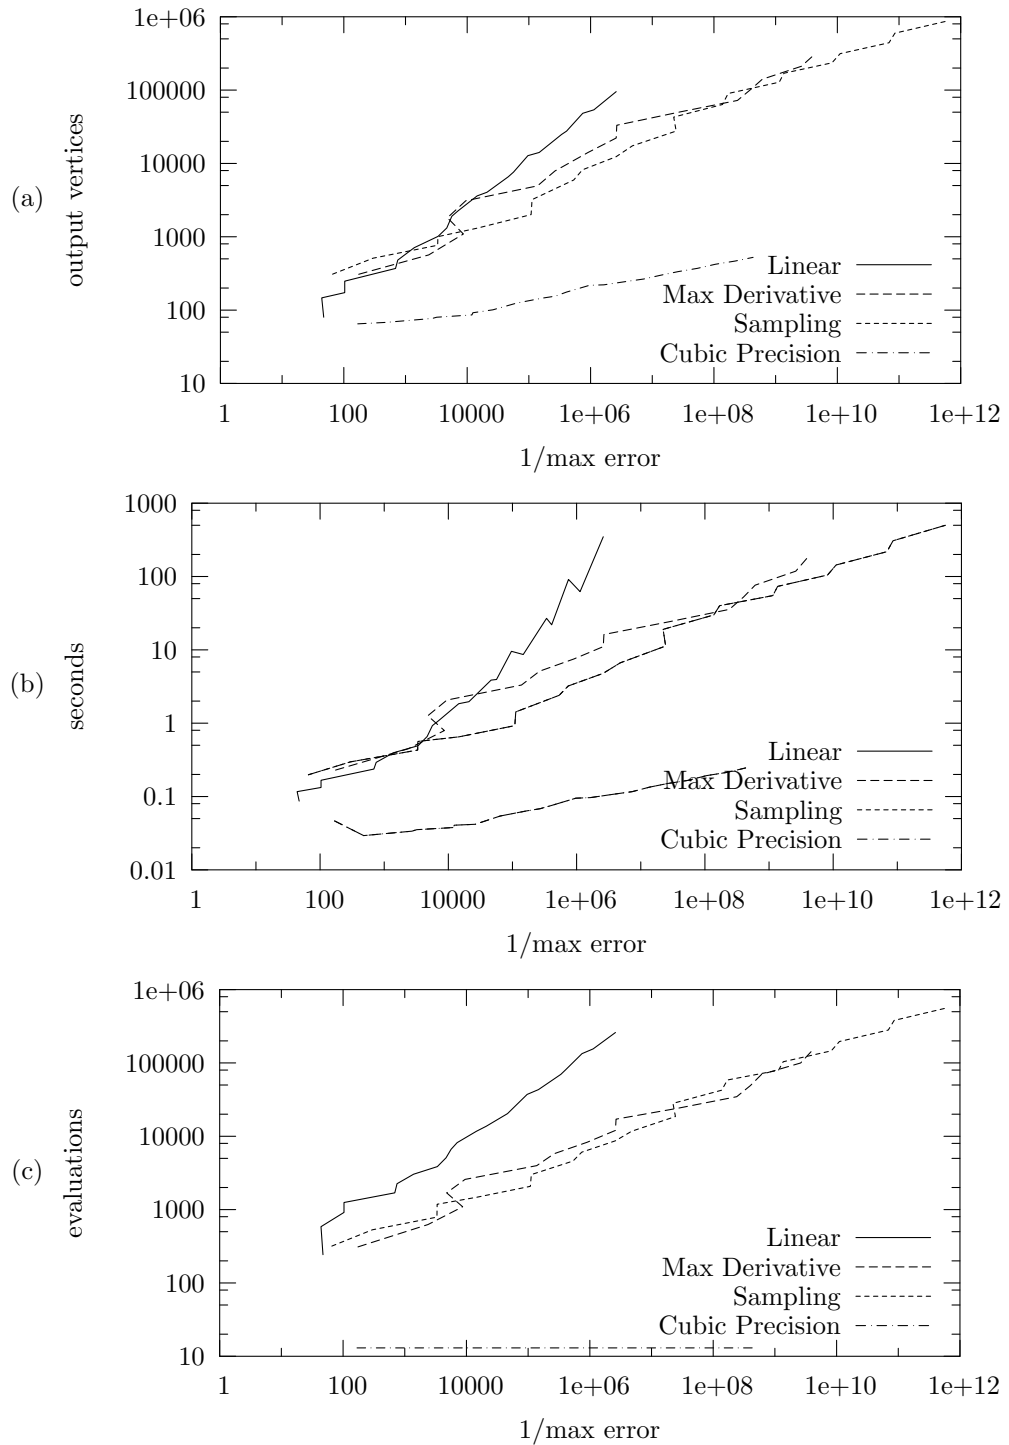 (a)
output vertices
1e+06
100000
10000
1000
100
10
Linear
Max Derivative
Sampling
Cubic Precision
1 100 10000 1e+06 1e+08 1e+10 1e+12
1/max error
(b)
seconds
1000
100
10
1
0.1
0.01
Linear
Max Derivative
Sampling
Cubic Precision
1 100 10000 1e+06 1e+08 1e+10 1e+12
1/max error
(c)
evaluations
1e+06
100000
10000
1000
100
10
Linear
Max Derivative
Sampling
Cubic Precision
1 100 10000 1e+06 1e+08 1e+10 1e+12
1/max error